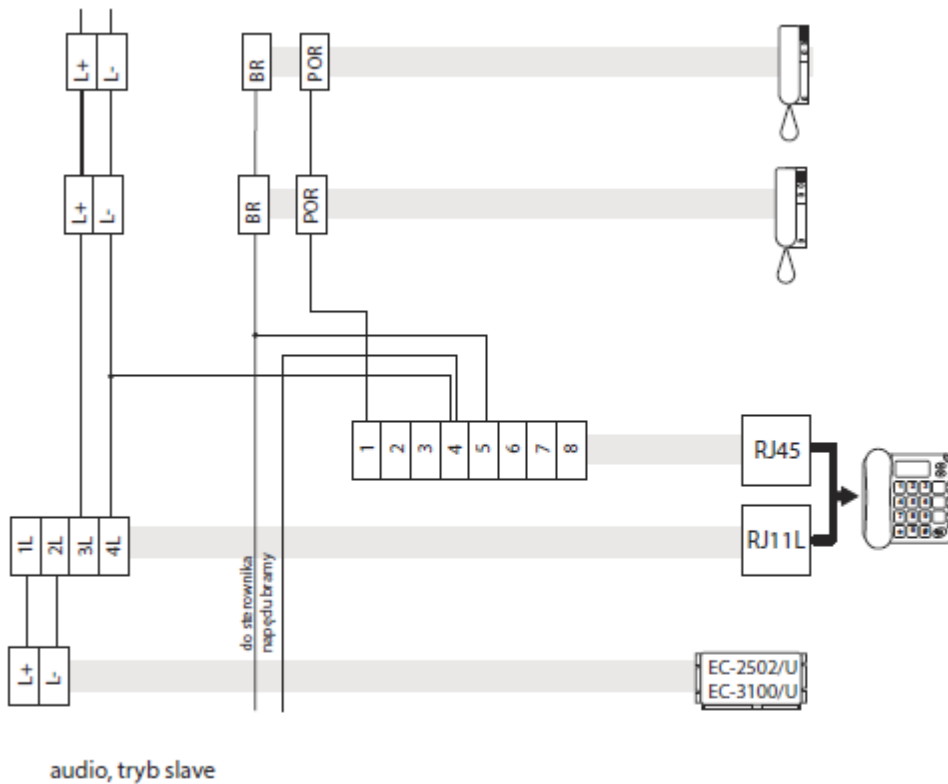 L+ L- BR POR
L+ L- BR POR
1 2 3 4 5 6 7 8 RJ45
1L 2L 3L 4L RJ11L
do sterownika
napędu bramy
L+ L- EC-2502/U
EC-3100/U
audio, tryb slave